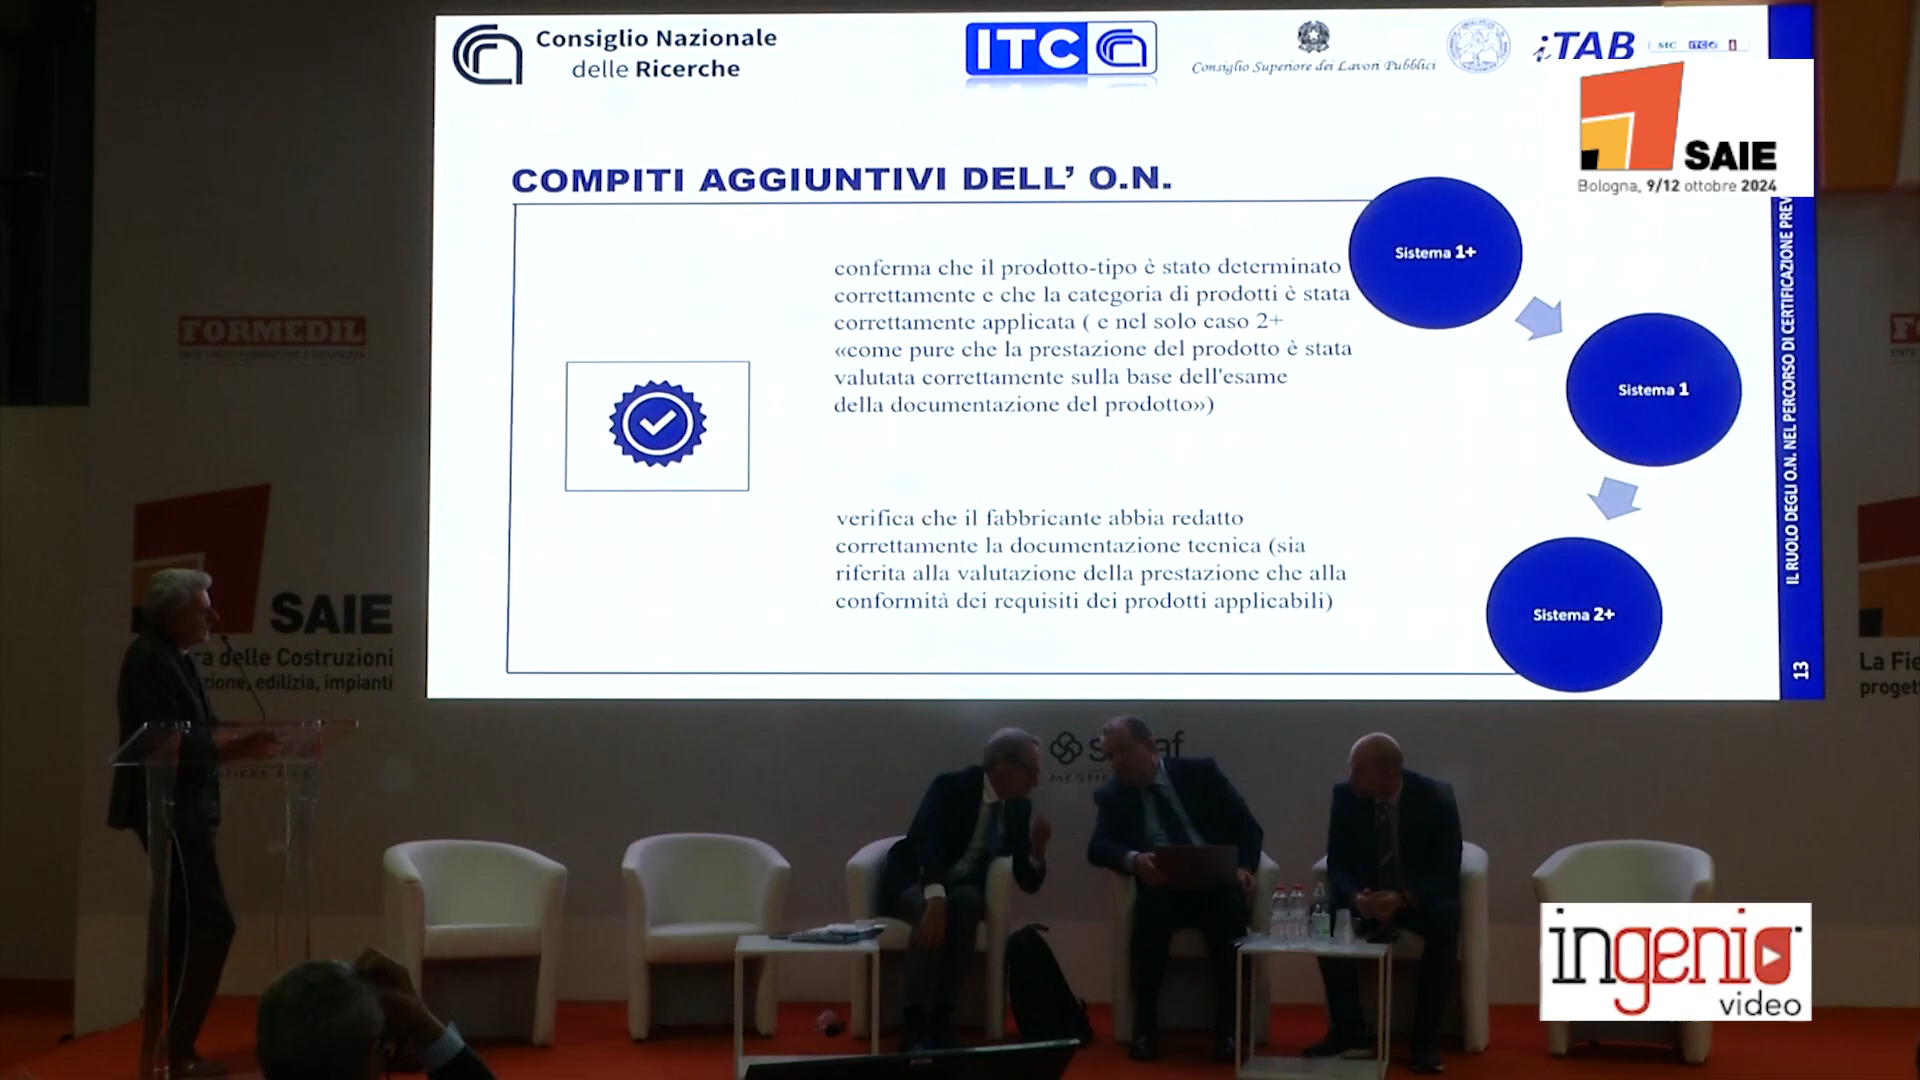 Consiglio Nazionale
delle Ricerche
ITC
Consiglio Superiore dei Lavori Pubblici
iTAB
SAIE
Bologna, 9/12 ottobre 2024
COMPITI AGGIUNTIVI DELL' O.N.
conferma che il prodotto-tipo è stato determinato
correttamente e che la categoria di prodotti è stata
correttamente applicata ( e nel solo caso 2+
«come pure che la prestazione del prodotto è stata
valutata correttamente sulla base dell'esame
della documentazione del prodotto»)
verifica che il fabbricante abbia redatto
correttamente la documentazione tecnica (sia
riferita alla valutazione della prestazione che alla
conformità dei requisiti dei prodotti applicabili)
Sistema 1+
Sistema 1
Sistema 2+
IL RUOLO DEGLI O.N. NEL PERCORSO DI CERTIFICAZIONE PREV
13
FORMEDIL
SAIE
ra delle Costruzioni
zione, edilizia, impianti
La Fie
proget
ingenio
video